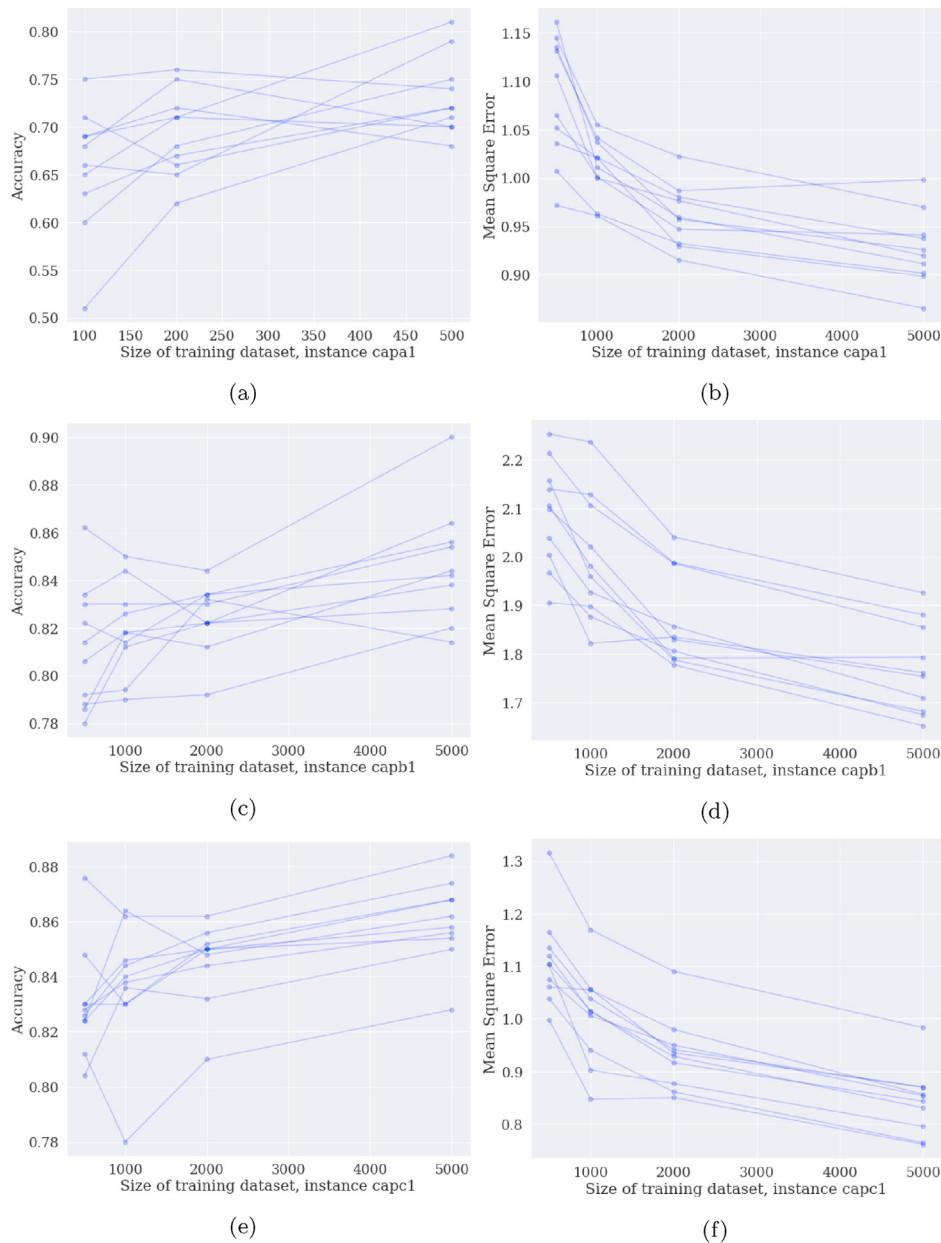 0.80
0.75
0.70
0.65
0.60
0.55
0.50
Accuracy
100 150 200 250 300 350 400 450 500
Size of training dataset, instance capa1
(a)
1.15
1.10
1.05
1.00
0.95
0.90
Mean Square Error
1000 2000 3000 4000 5000
Size of training dataset, instance capa1
(b)
0.90
0.88
0.86
0.84
0.82
0.80
0.78
Accuracy
1000 2000 3000 4000 5000
Size of training dataset, instance capb1
(c)
2.2
2.1
2.0
1.9
1.8
1.7
Mean Square Error
1000 2000 3000 4000 5000
Size of training dataset, instance capb1
(d)
0.88
0.86
0.84
0.82
0.80
0.78
Accuracy
1000 2000 3000 4000 5000
Size of training dataset, instance capc1
(e)
1.3
1.2
1.1
1.0
0.9
0.8
Mean Square Error
1000 2000 3000 4000 5000
Size of training dataset, instance capc1
(f)